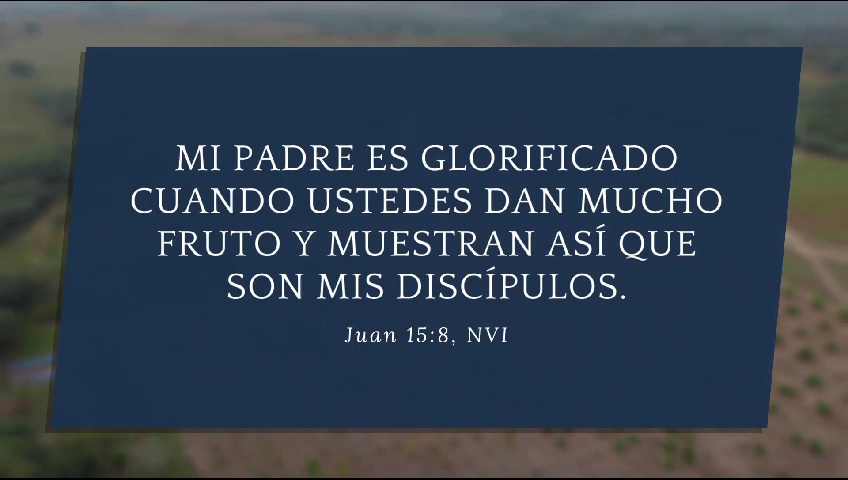 MI PADRE ES GLORIFICADO
CUANDO USTEDES DAN MUCHO
FRUTO Y MUESTRAN ASÍ QUE
SON MIS DISCÍPULOS.
Juan 15:8, NVI